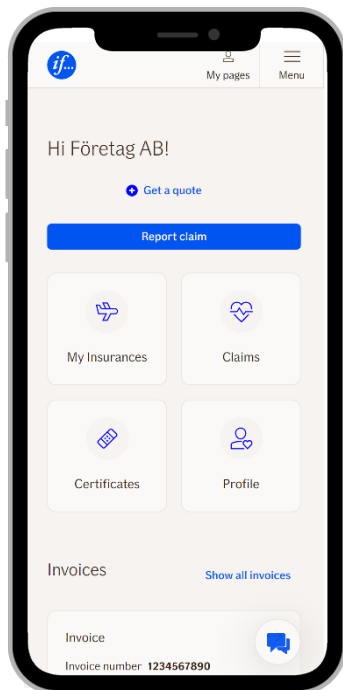 if...
My pages
Menu
Hi Företag AB!
Get a quote
Report claim
My Insurances
Claims
Certificates
Profile
Invoices
Show all invoices
Invoice
Invoice number 1234567890